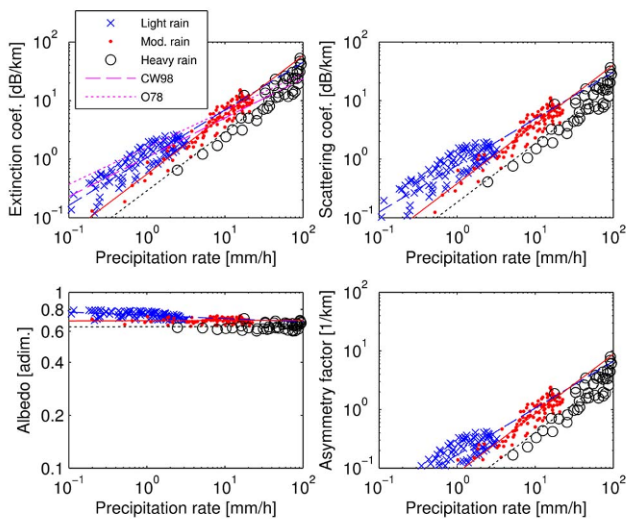 Light rain
Mod. rain
Heavy rain
CW98
O78
Extinction coef. [dB/km]
10²
10¹
10⁰
10⁻¹
10⁻¹ 10⁰ 10¹ 10²
Precipitation rate [mm/h]
Scattering coef. [dB/km]
10²
10¹
10⁰
10⁻¹
10⁻¹ 10⁰ 10¹ 10²
Precipitation rate [mm/h]
Albedo [adim.]
1
0.8
0.6
0.4
0.2
0.1
10⁻¹ 10⁰ 10¹ 10²
Precipitation rate [mm/h]
Asymmetry factor [1/km]
10²
10¹
10⁰
10⁻¹
10⁻¹ 10⁰ 10¹ 10²
Precipitation rate [mm/h]